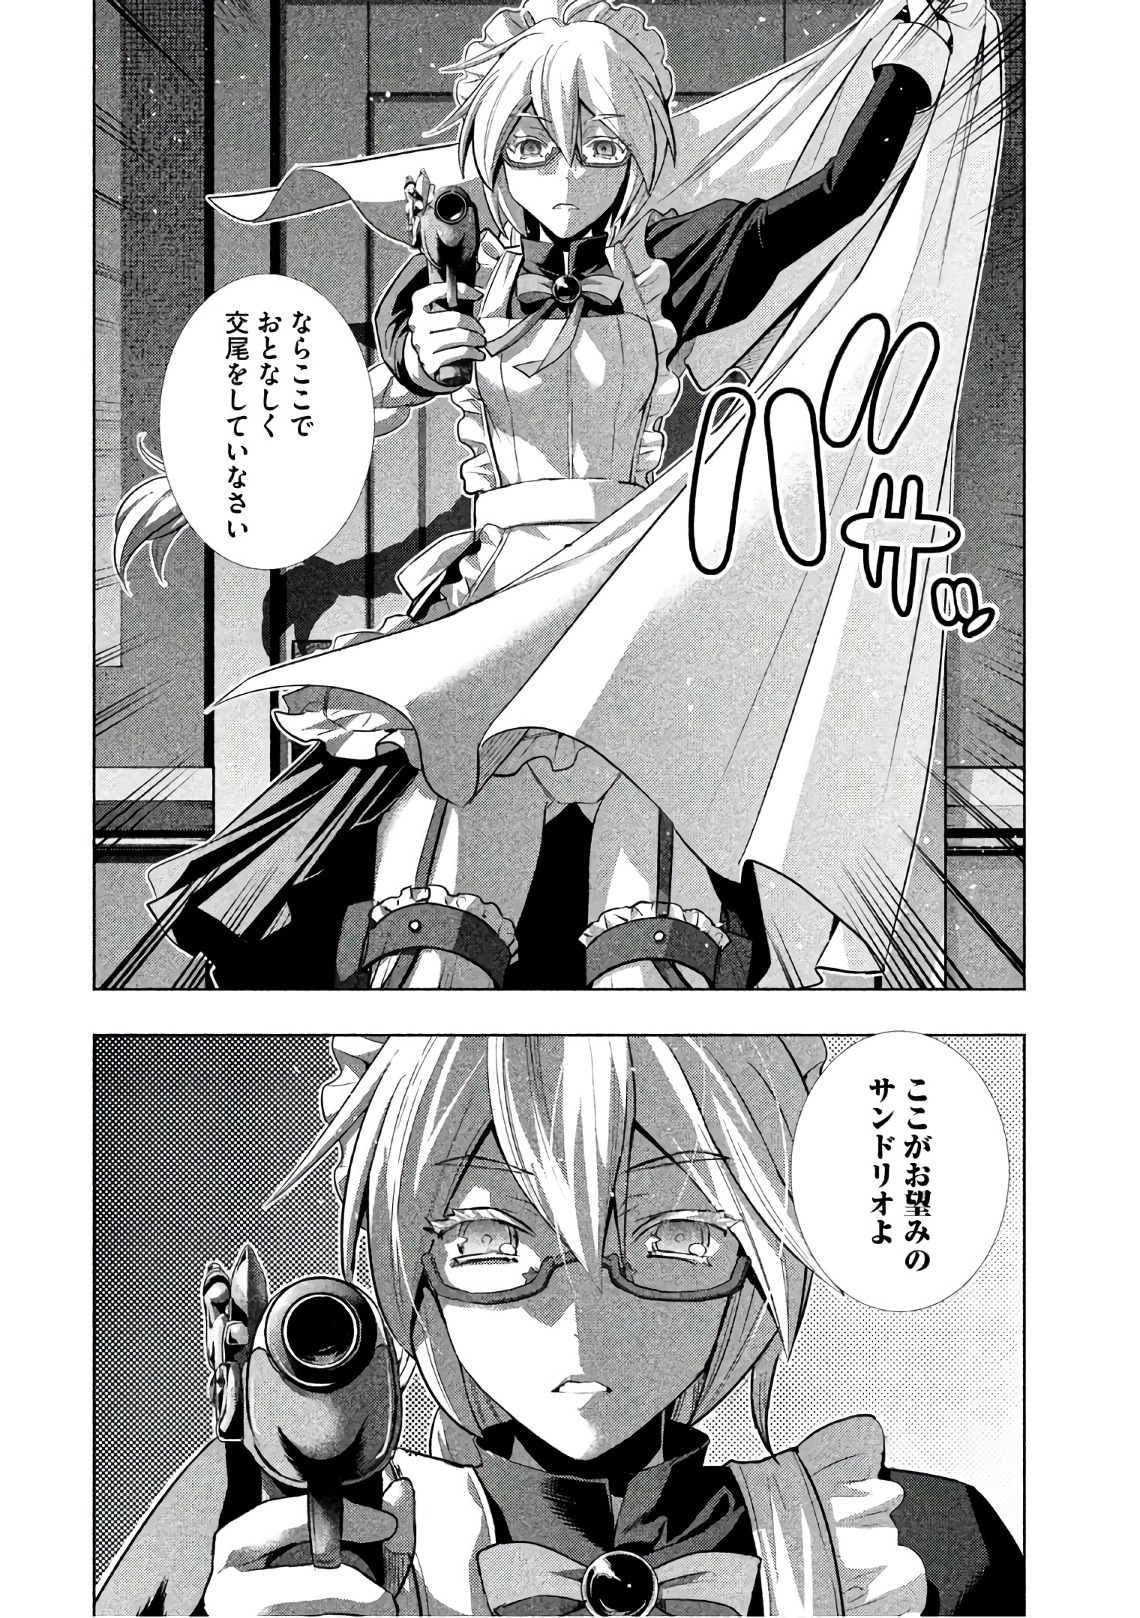 ならここで
おとなしく
交尾をしていなさい
バサッ
ここがお望みの
サンドリオよ